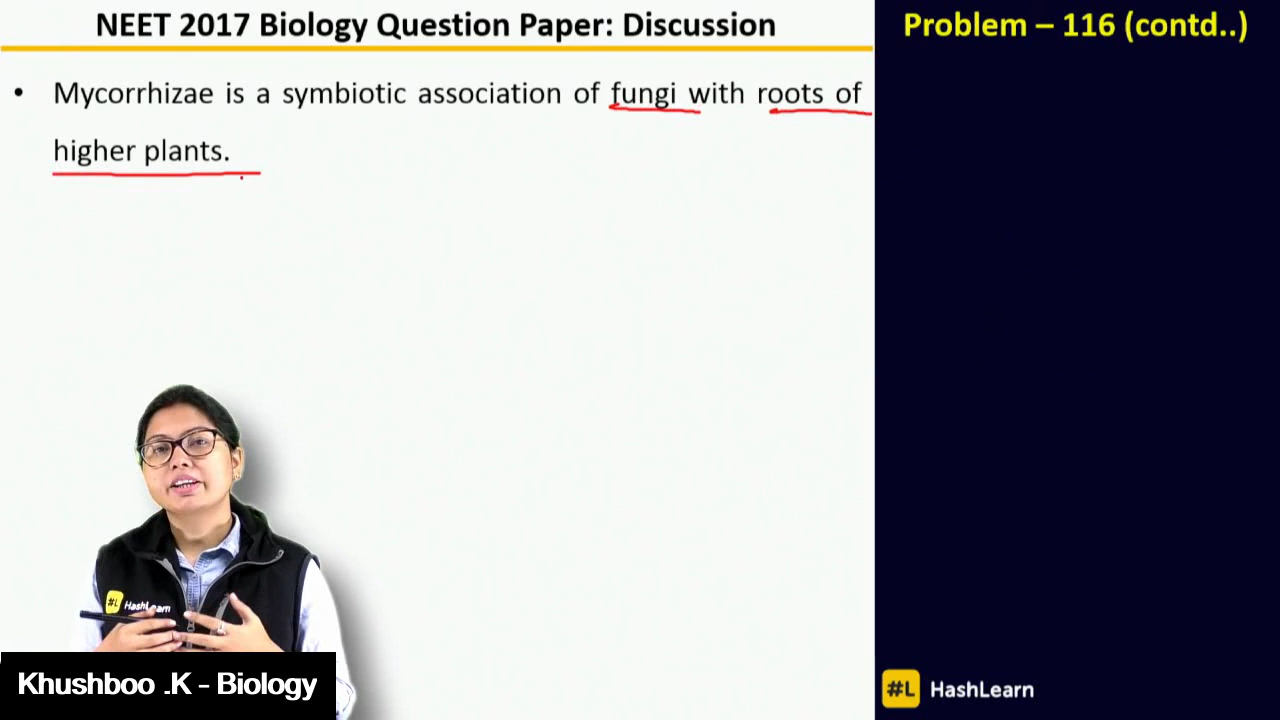 NEET 2017 Biology Question Paper: Discussion
Problem – 116 (contd..)
• Mycorrhizae is a symbiotic association of fungi with roots of
higher plants.
#L HashLearn
Khushboo .K – Biology
#L HashLearn